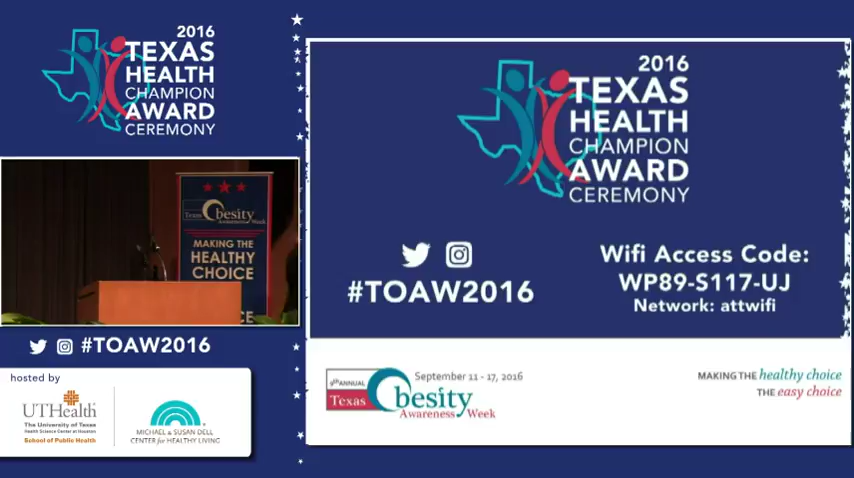 2016
TEXAS
HEALTH
CHAMPION
AWARD
CEREMONY
Texas Obesity
Awareness Week
MAKING THE
HEALTHY
CHOICE
CE
#TOAW2016
hosted by
UTHealth
The University of Texas
Health Science Center at Houston
School of Public Health
MICHAEL & SUSAN DELL
CENTER for HEALTHY LIVING
2016
TEXAS
HEALTH
CHAMPION
AWARD
CEREMONY
#TOAW2016
Wifi Access Code:
WP89-S117-UJ
Network: attwifi
9th ANNUAL
September 11 - 17, 2016
Texas Obesity
Awareness Week
MAKING THE healthy choice
THE easy choice